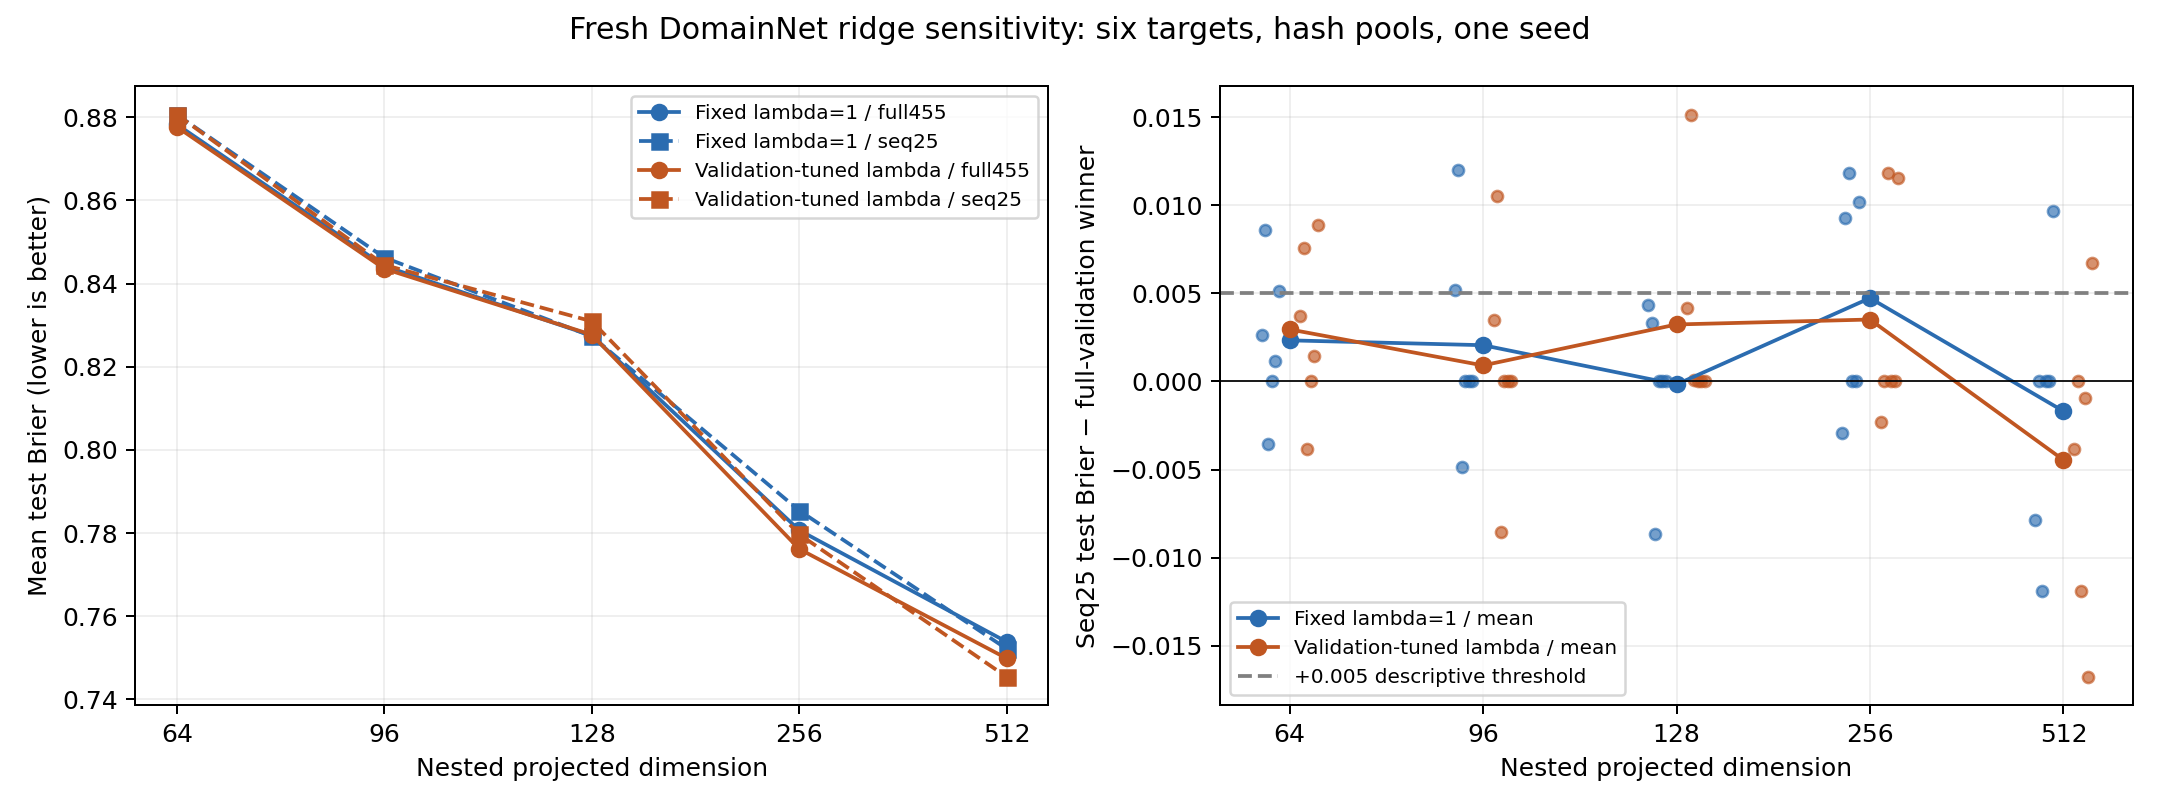 Fresh DomainNet ridge sensitivity: six targets, hash pools, one seed
Mean test Brier (lower is better)
0.88
0.86
0.84
0.82
0.80
0.78
0.76
0.74
Fixed lambda=1 / full455
Fixed lambda=1 / seq25
Validation-tuned lambda / full455
Validation-tuned lambda / seq25
64 96 128 256 512
Nested projected dimension
Seq25 test Brier − full-validation winner
0.015
0.010
0.005
0.000
−0.005
−0.010
−0.015
Fixed lambda=1 / mean
Validation-tuned lambda / mean
+0.005 descriptive threshold
64 96 128 256 512
Nested projected dimension